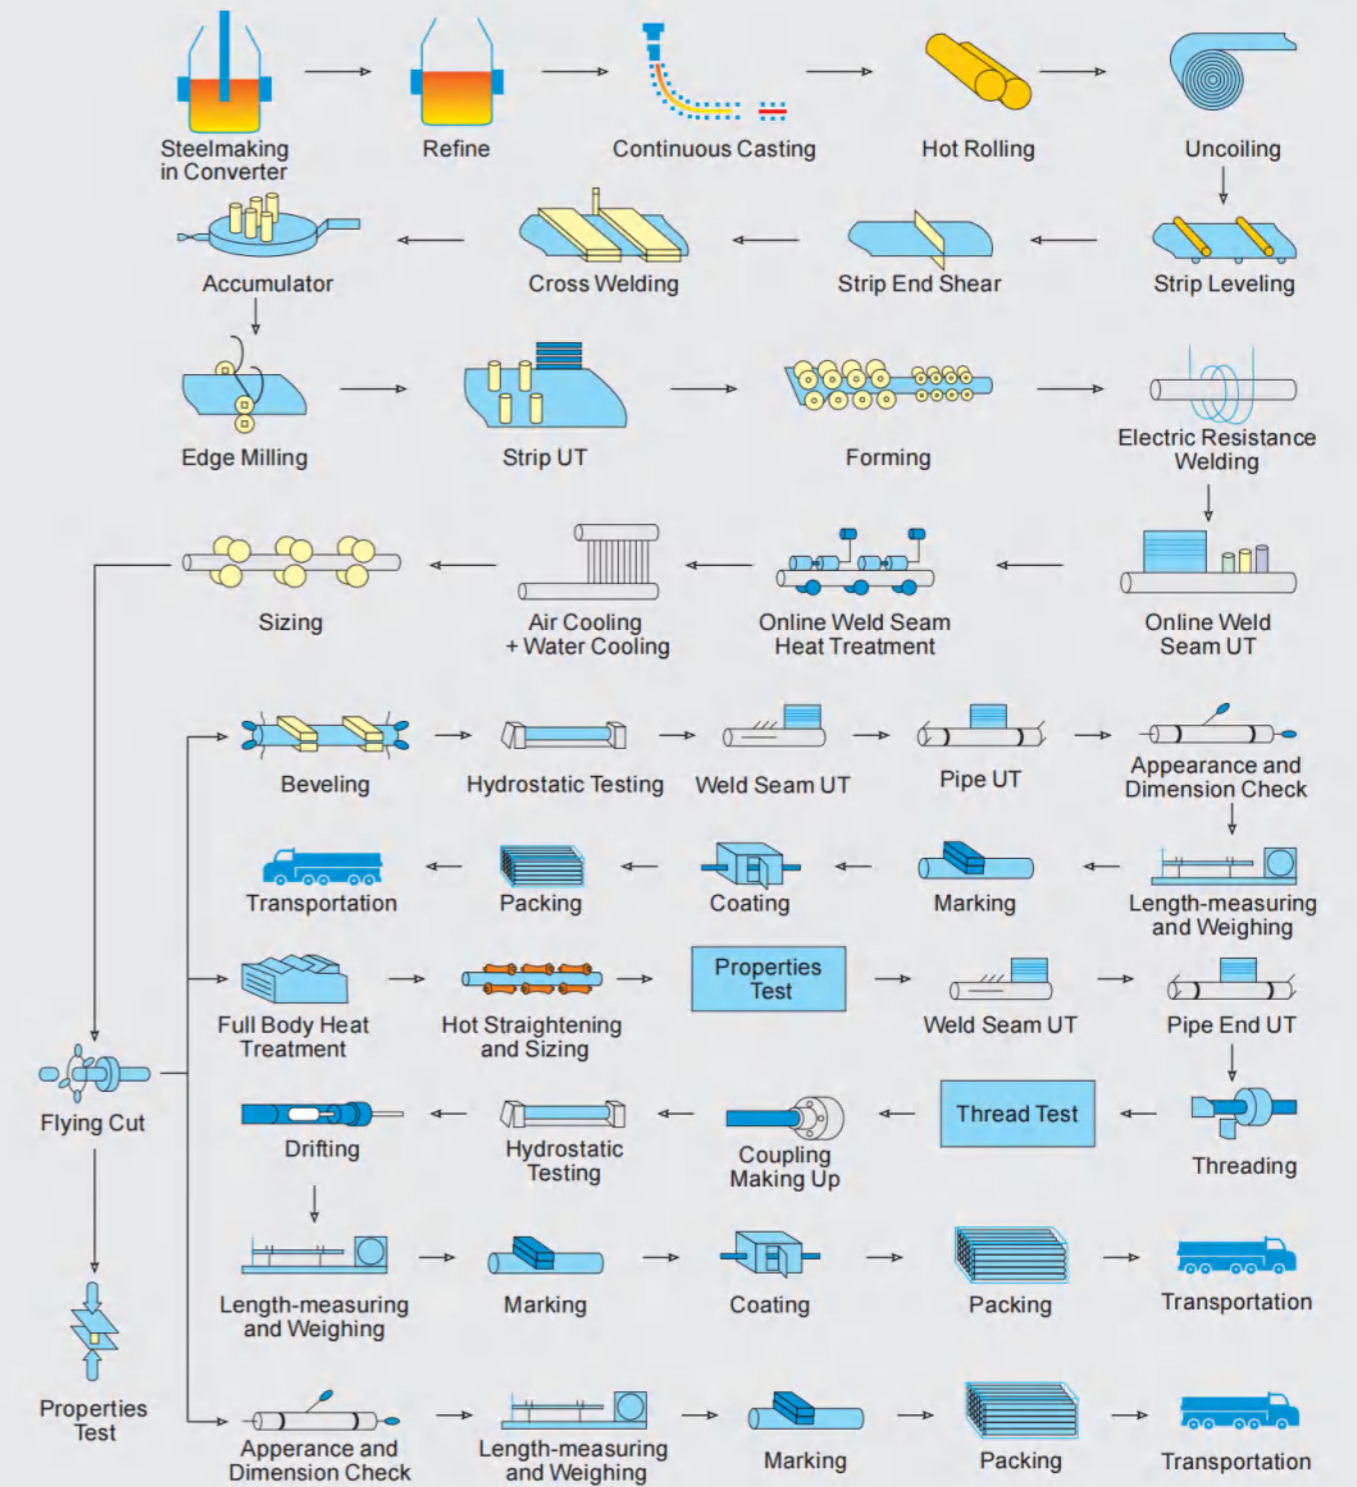 Steelmaking
in Converter
Refine
Continuous Casting
Hot Rolling
Uncoiling
Accumulator
Cross Welding
Strip End Shear
Strip Leveling
Edge Milling
Strip UT
Forming
Electric Resistance
Welding
Sizing
Air Cooling
+ Water Cooling
Online Weld Seam
Heat Treatment
Online Weld
Seam UT
Beveling
Hydrostatic Testing
Weld Seam UT
Pipe UT
Appearance and
Dimension Check
Transportation
Packing
Coating
Marking
Length-measuring
and Weighing
Full Body Heat
Treatment
Hot Straightening
and Sizing
Properties
Test
Weld Seam UT
Pipe End UT
Flying Cut
Drifting
Hydrostatic
Testing
Coupling
Making Up
Thread Test
Threading
Length-measuring
and Weighing
Marking
Coating
Packing
Transportation
Properties
Test
Apperance and
Dimension Check
Length-measuring
and Weighing
Marking
Packing
Transportation